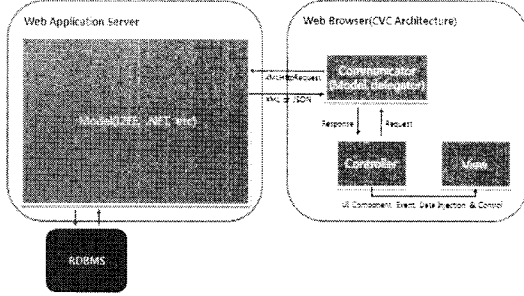 Web Application Server
Web Browser(CVC Architecture)
XMLHttpRequest
Communicator
(Model delegator)
XML or JSON
Model(J2EE, .NET, etc)
Response
Request
Controller
View
UI Component, Event, Data Injection & Control
RDBMS